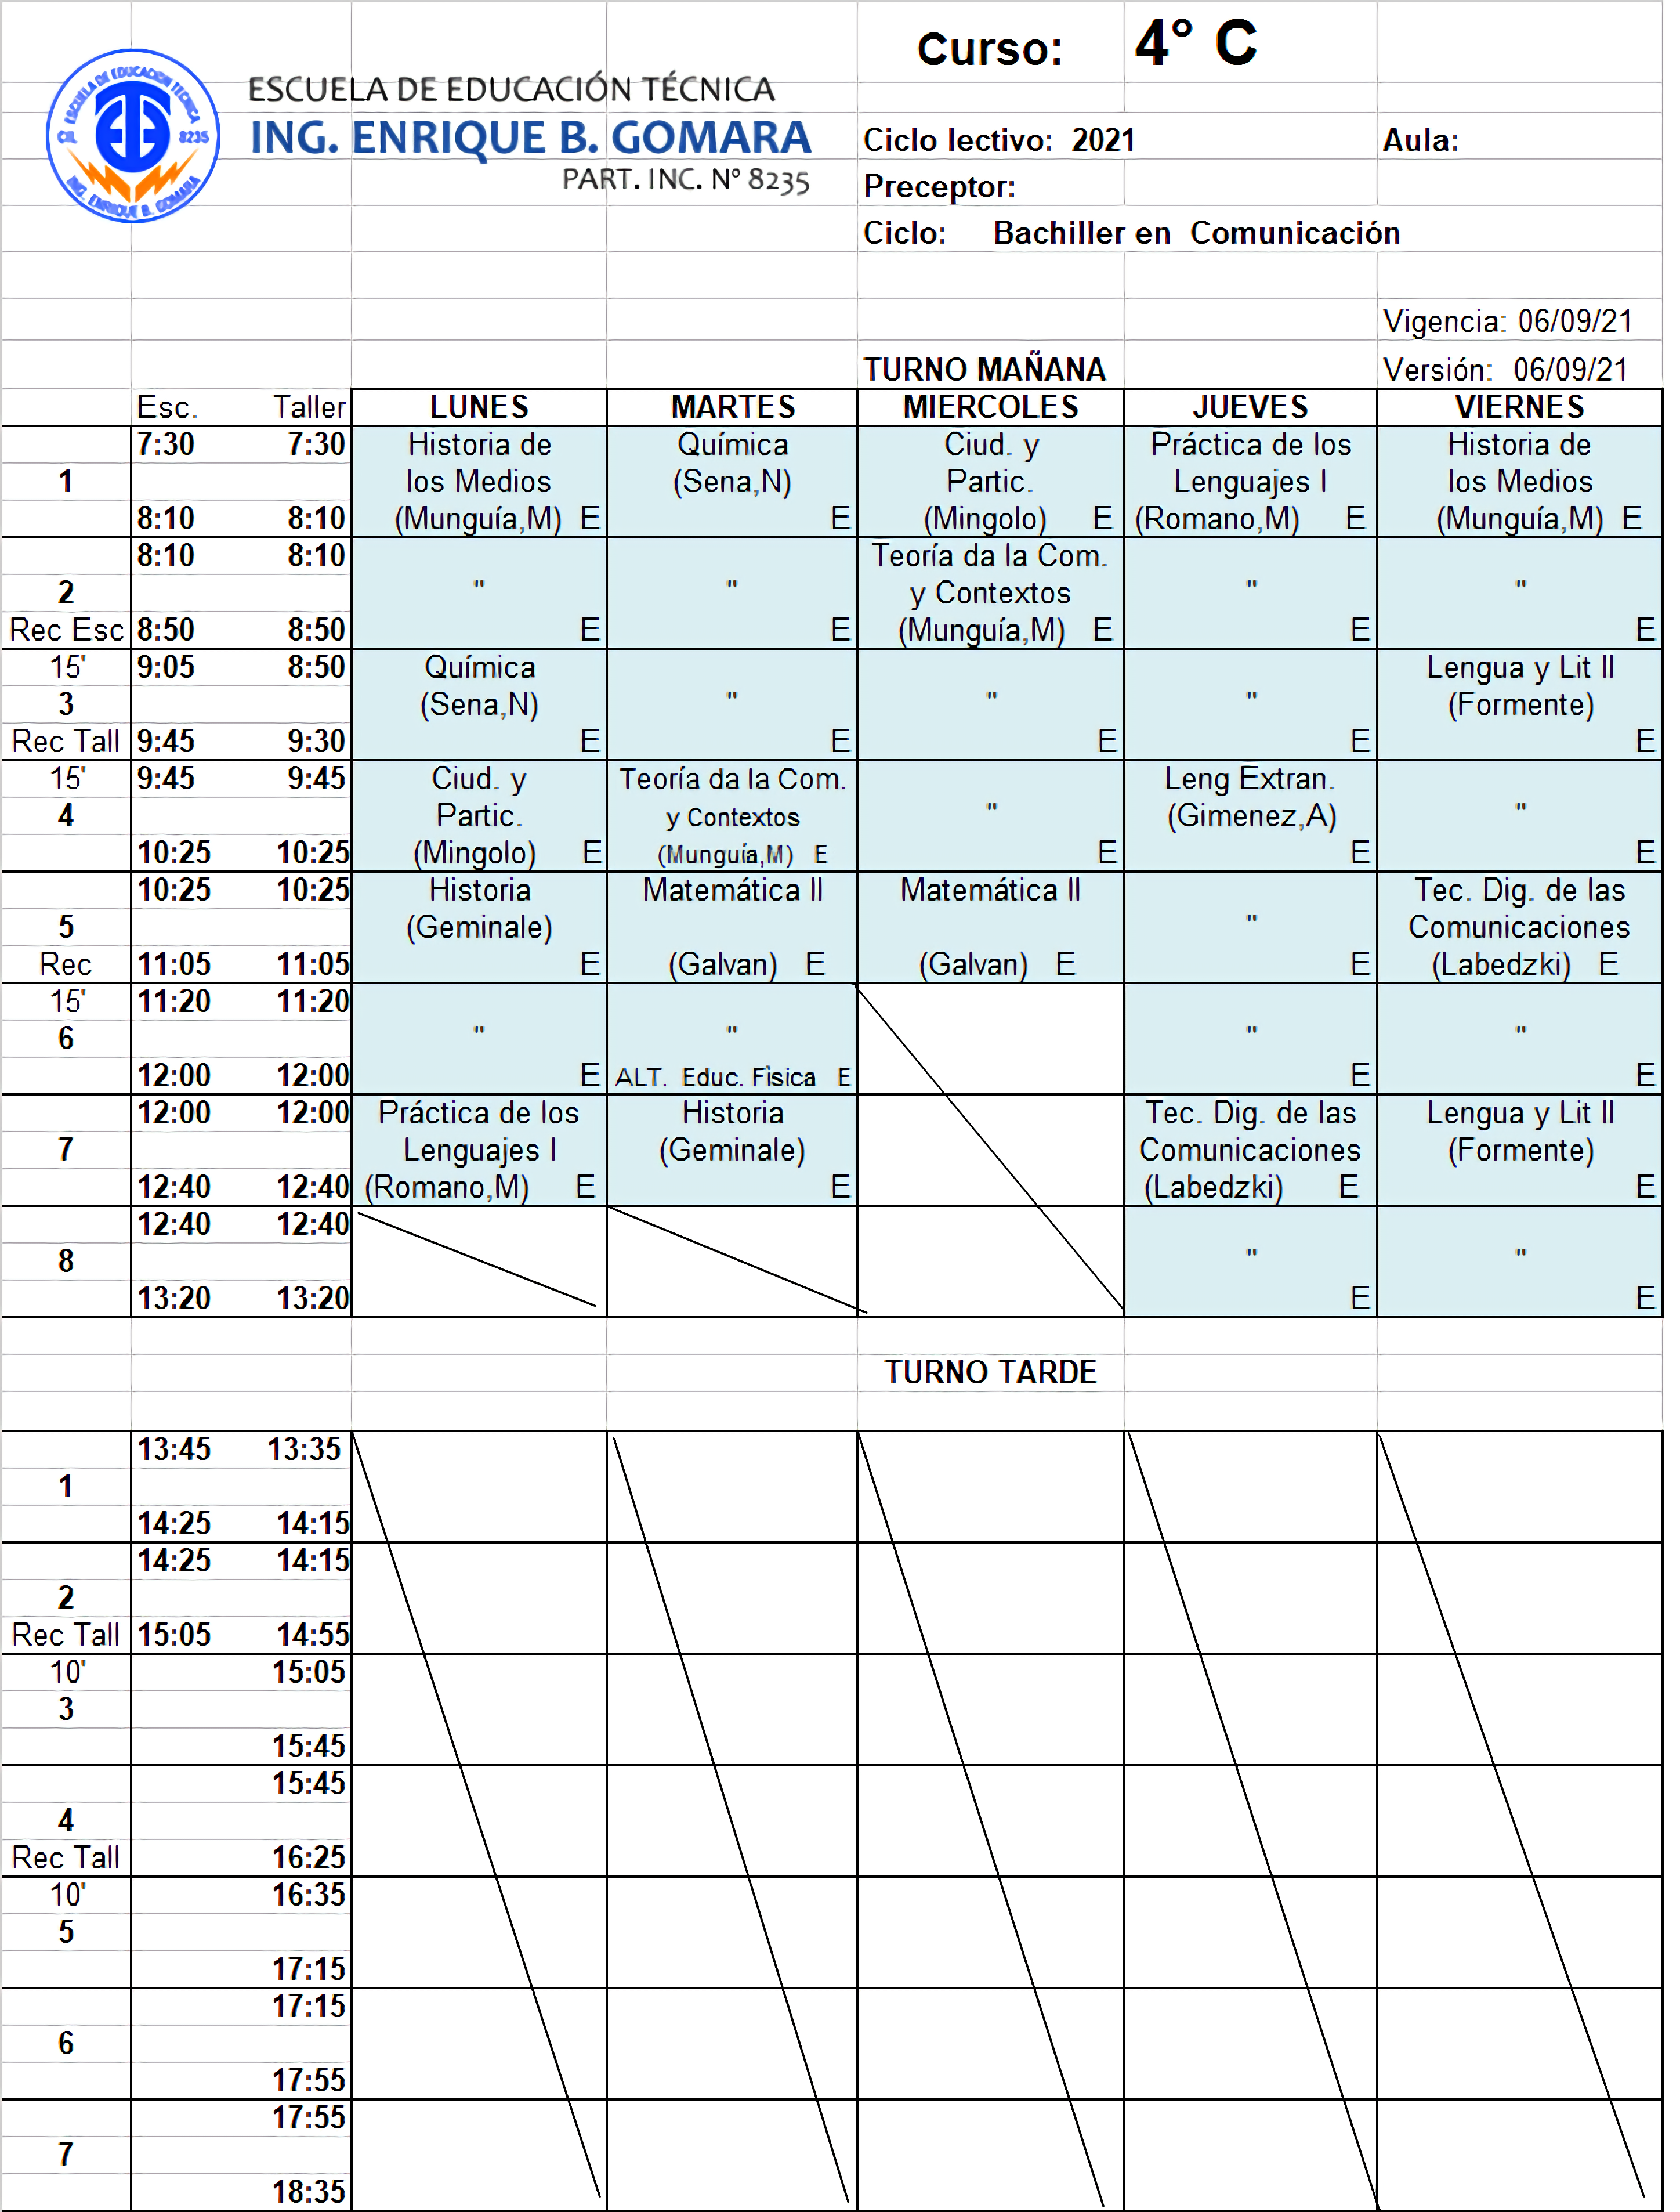 Curso: 4° C
ESCUELA DE EDUCACIÓN TÉCNICA
ING. ENRIQUE B. GOMARA
PART. INC. Nº 8235
ESCUELA DE EDUCACION TECNICA
8235
ING. ENRIQUE B. GOMARA
Ciclo lectivo: 2021 Aula:
Preceptor:
Ciclo: Bachiller en Comunicación
Vigencia: 06/09/21
TURNO MAÑANA Versión: 06/09/21
Esc. Taller LUNES MARTES MIERCOLES JUEVES VIERNES
7:30 7:30 Historia de Química Ciud. y Práctica de los Historia de
1 los Medios (Sena,N) Partic. Lenguajes I los Medios
8:10 8:10 (Munguía,M) E E (Mingolo) E (Romano,M) E (Munguía,M) E
8:10 8:10 Teoría da la Com.
2 " " y Contextos " "
Rec Esc 8:50 8:50 E E (Munguía,M) E E E
15' 9:05 8:50 Química Lengua y Lit II
3 (Sena,N) " " " (Formente)
Rec Tall 9:45 9:30 E E E E E
15' 9:45 9:45 Ciud. y Teoría da la Com. Leng Extran.
4 Partic. y Contextos " (Gimenez,A) "
10:25 10:25 (Mingolo) E (Munguía,M) E E E E
10:25 10:25 Historia Matemática II Matemática II Tec. Dig. de las
5 (Geminale) " Comunicaciones
Rec 11:05 11:05 E (Galvan) E (Galvan) E E (Labedzki) E
15' 11:20 11:20
6 " " " "
12:00 12:00 E ALT. Educ. Fisica E E E
12:00 12:00 Práctica de los Historia Tec. Dig. de las Lengua y Lit II
7 Lenguajes I (Geminale) Comunicaciones (Formente)
12:40 12:40 (Romano,M) E E (Labedzki) E E
12:40 12:40
8 " "
13:20 13:20 E E
TURNO TARDE
13:45 13:35
1
14:25 14:15
14:25 14:15
2
Rec Tall 15:05 14:55
10' 15:05
3
15:45
15:45
4
Rec Tall 16:25
10' 16:35
5
17:15
17:15
6
17:55
17:55
7
18:35